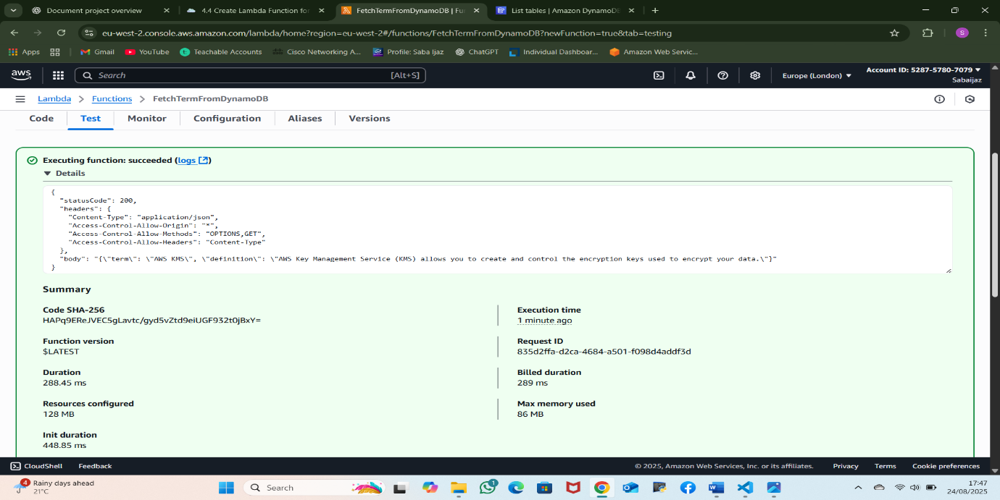 Document project overview
4.4 Create Lambda Function for
FetchTermFromDynamoDB | Fu
List tables | Amazon DynamoDB
eu-west-2.console.aws.amazon.com/lambda/home?region=eu-west-2#/functions/FetchTermFromDynamoDB?newFunction=true&tab=testing
S
Apps
Gmail
YouTube
Teachable Accounts
Cisco Networking A...
Profile: Saba Ijaz
ChatGPT
Individual Dashboar...
Amazon Web Servic...
aws
Search
[Alt+S]
Europe (London)
Account ID: 5287-5780-7079
Sabaijaz
Lambda
Functions
FetchTermFromDynamoDB
Code
Test
Monitor
Configuration
Aliases
Versions
Executing function: succeeded (logs)
Details
{
"statusCode": 200,
"headers": {
"Content-Type": "application/json",
"Access-Control-Allow-Origin": "*",
"Access-Control-Allow-Methods": "OPTIONS,GET",
"Access-Control-Allow-Headers": "Content-Type"
},
"body": "{\"term\": \"AWS KMS\", \"definition\": \"AWS Key Management Service (KMS) allows you to create and control the encryption keys used to encrypt your data.\"}"
}
Summary
Code SHA-256
HAPq9EReJVEC5gLavtc/gyd5vZtd9eiUGF932t0jBxY=
Execution time
1 minute ago
Function version
$LATEST
Request ID
835d2ffa-d2ca-4684-a501-f098d4addf3d
Duration
288.45 ms
Billed duration
289 ms
Resources configured
128 MB
Max memory used
86 MB
Init duration
448.85 ms
CloudShell
Feedback
© 2025, Amazon Web Services, Inc. or its affiliates.
Privacy
Terms
Cookie preferences
4
Rainy days ahead
21°C
Search
1
17:47
24/08/2025